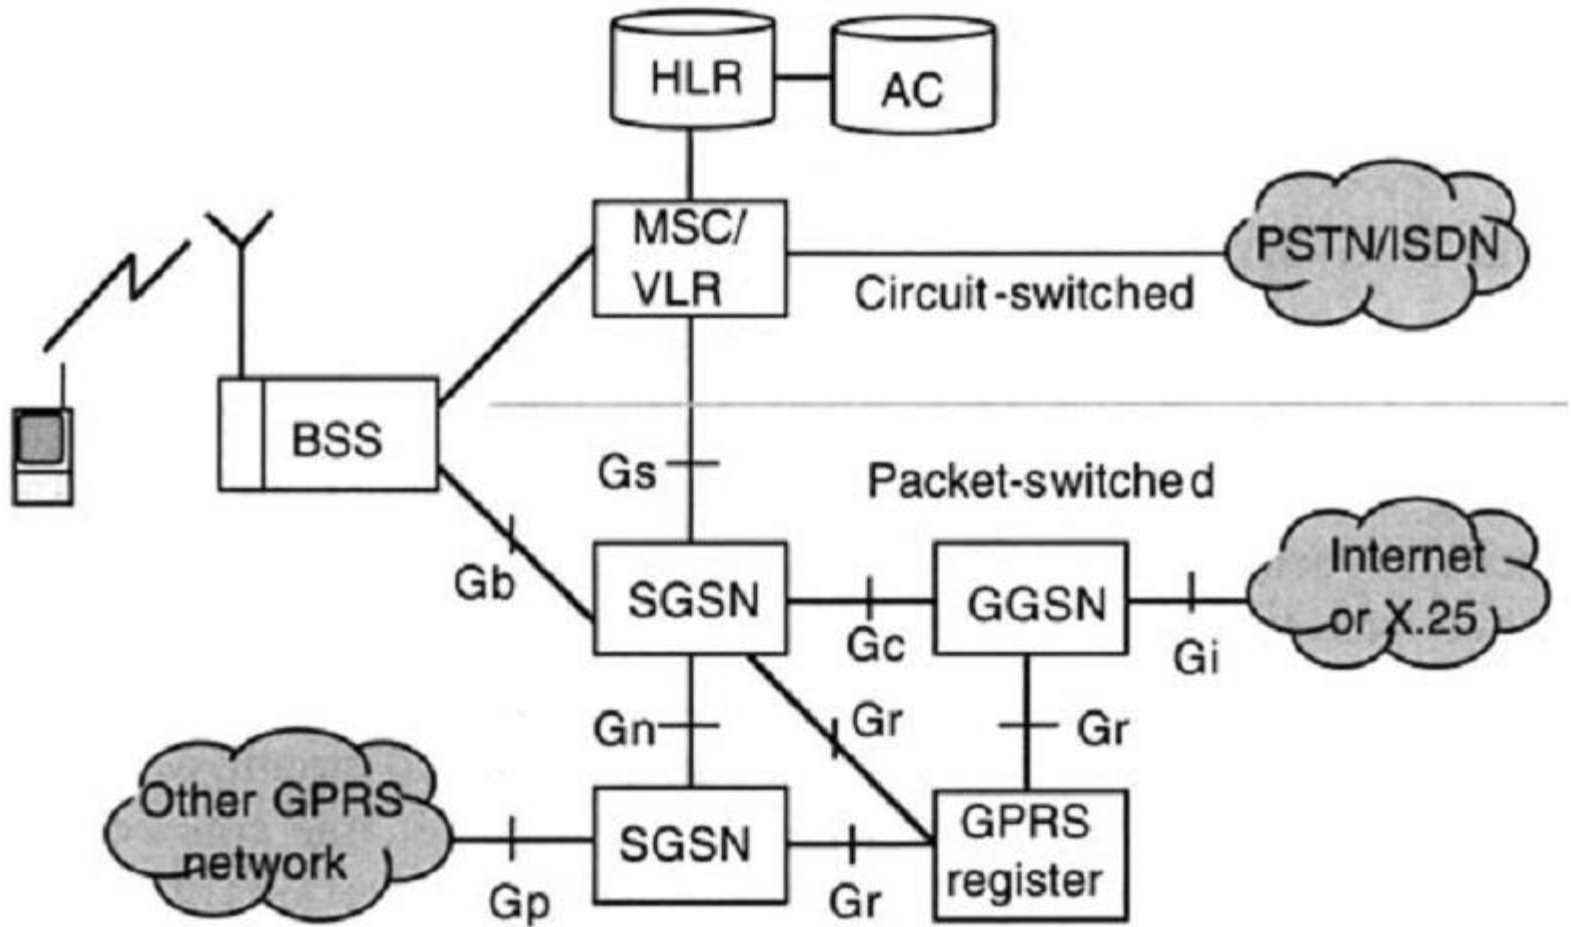 HLR
AC
MSC/
VLR
PSTN/ISDN
Circuit-switched
BSS
Gs
Packet-switched
Gb
SGSN
Gc
GGSN
Gi
Internet
or X.25
Gn
Gr
Gr
Other GPRS
network
Gp
SGSN
Gr
GPRS
register